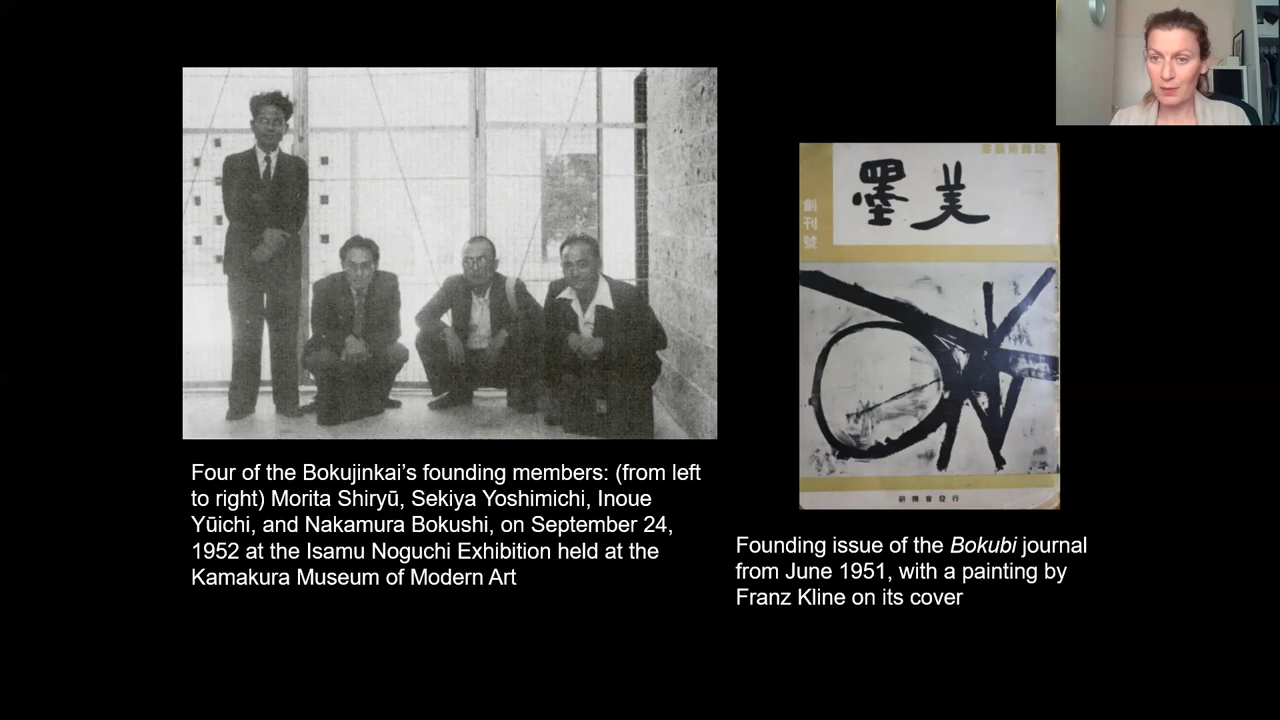 Four of the Bokujinkai’s founding members: (from left
to right) Morita Shiryū, Sekiya Yoshimichi, Inoue
Yūichi, and Nakamura Bokushi, on September 24,
1952 at the Isamu Noguchi Exhibition held at the
Kamakura Museum of Modern Art
墨美
創刊號
Founding issue of the Bokubi journal
from June 1951, with a painting by
Franz Kline on its cover